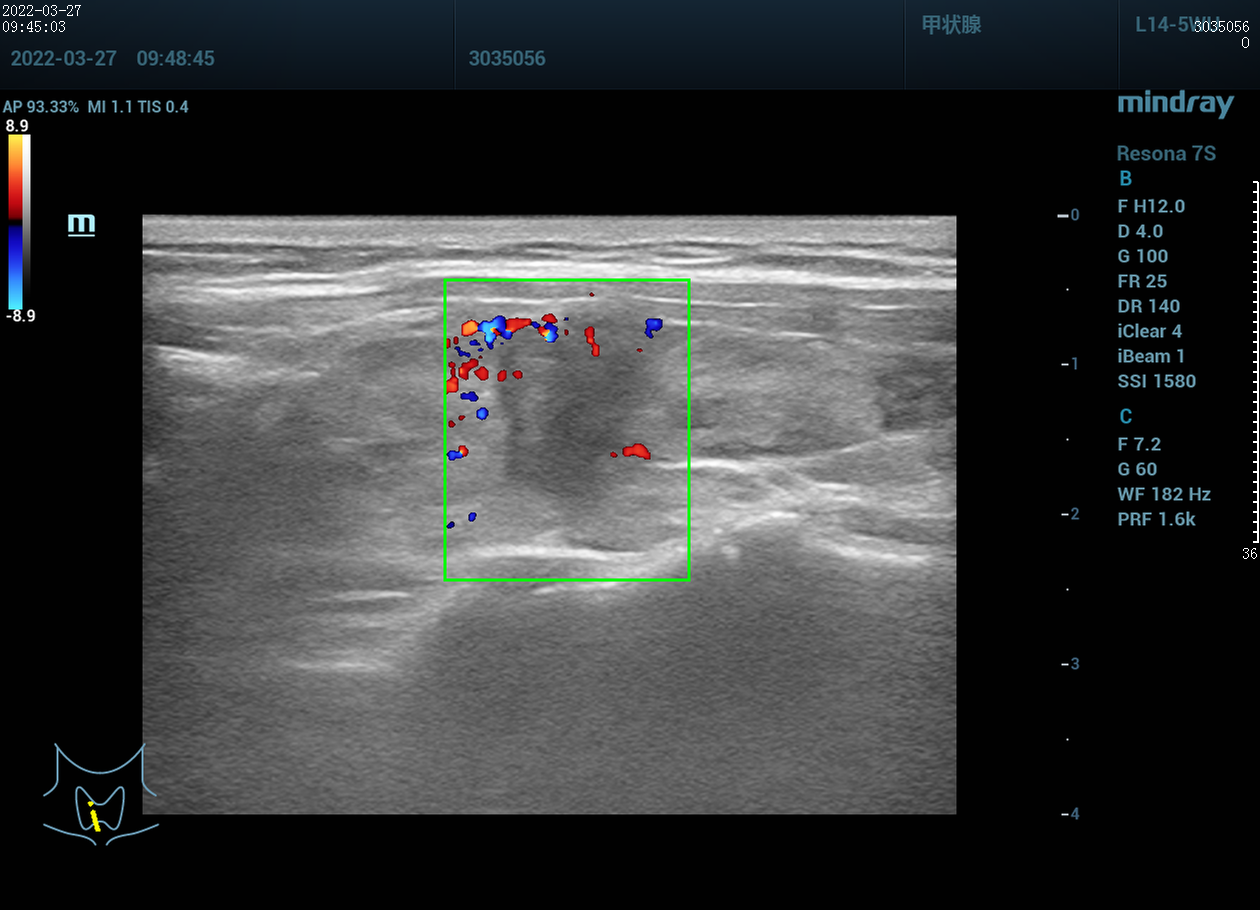 2022-03-27
09:45:03
2022-03-27 09:48:45
3035056
甲状腺
3035056
0
AP 93.33% MI 1.1 TIS 0.4
8.9
-8.9
m
mindray
Resona 7S
B
F H12.0
D 4.0
G 100
FR 25
DR 140
iClear 4
iBeam 1
SSI 1580
C
F 7.2
G 60
WF 182 Hz
PRF 1.6k
0
1
2
3
4
36